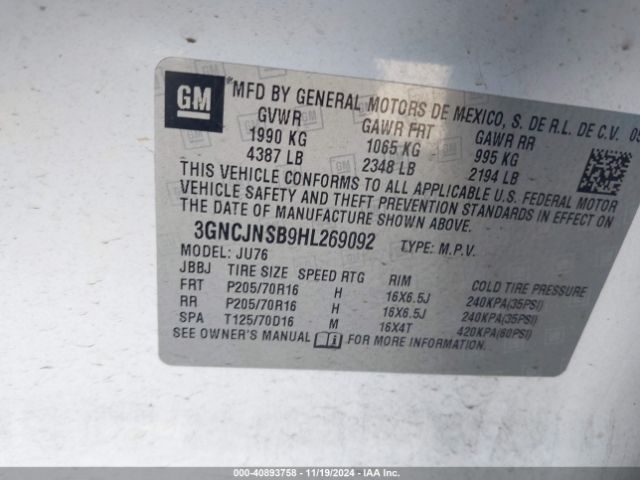 GM
*MFD BY GENERAL MOTORS DE MEXICO, S. DE R.L. DE C.V.
GVWR GAWR FRT GAWR RR
1990 KG 1065 KG 995 KG
4387 LB 2348 LB 2194 LB
THIS VEHICLE CONFORMS TO ALL APPLICABLE U.S. FEDERAL MOTOR
VEHICLE SAFETY AND THEFT PREVENTION STANDARDS IN EFFECT ON
THE DATE OF MANUFACTURE SHOWN ABOVE.
3GNCJNSB9HL269092 TYPE: M.P.V.
MODEL: JU76
JBBJ TIRE SIZE SPEED RTG RIM COLD TIRE PRESSURE
FRT P205/70R16 H 16X6.5J 240KPA(35PSI)
RR P205/70R16 H 16X6.5J 240KPA(35PSI)
SPA T125/70D16 M 16X4T 420KPA(60PSI)
SEE OWNER'S MANUAL FOR MORE INFORMATION.
000-40893758 - 11/19/2024 - IAA Inc.